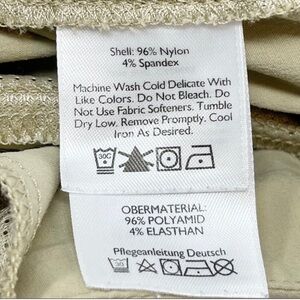 Shell: 96% Nylon
4% Spandex
Machine Wash Cold Delicate With
Like Colors. Do Not Bleach. Do
Not Use Fabric Softeners. Tumble
Dry Low. Remove Promptly. Cool
Iron As Desired.
30C
OBERMATERIAL:
96% POLYAMID
4% ELASTHAN
Pflegeanleitung Deutsch
30